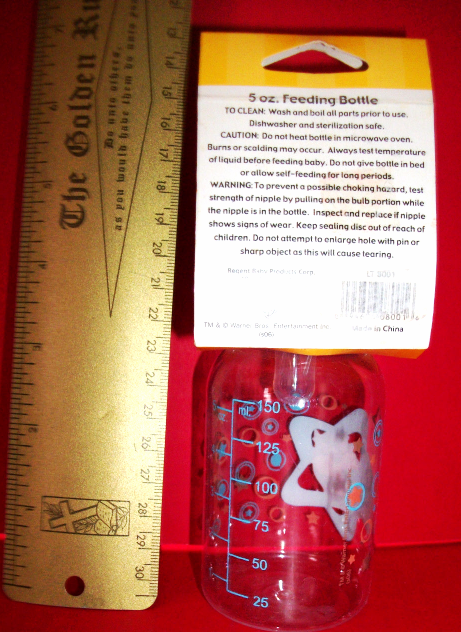 The Golden Ru
Do unto others,
as you would have them do unto you
16
17
18
19
20
21
22
23
24
25
26
27
28
29
30
5 oz. Feeding Bottle
TO CLEAN: Wash and boil all parts prior to use.
Dishwasher and sterilization safe.
CAUTION: Do not heat bottle in microwave oven.
Burns or scalding may occur. Always test temperature
of liquid before feeding baby. Do not give bottle in bed
or allow self-feeding for long periods.
WARNING: To prevent a possible choking hazard, test
strength of nipple by pulling on the bulb portion while
the nipple is in the bottle. Inspect and replace if nipple
shows signs of wear. Keep sealing disc out of reach of
children. Do not attempt to enlarge hole with pin or
sharp object as this will cause tearing.
Recent Baby Products Corp.
TM & © Warner Bros. Entertainment Inc.
(s06)
Made in China
ml
150
125
100
75
50
25